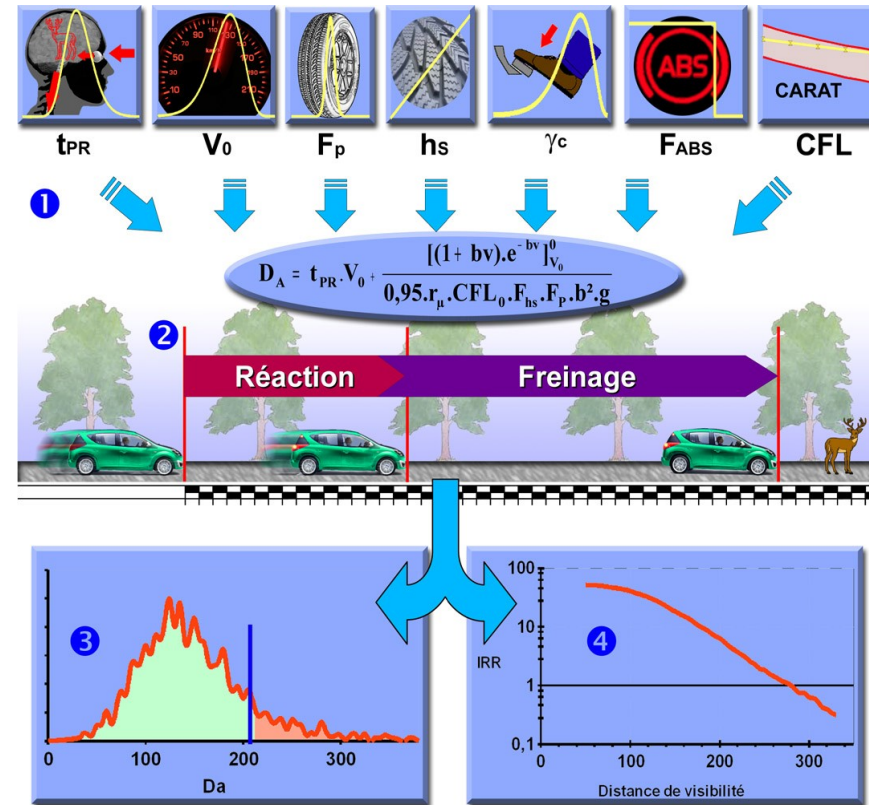 CARAT
ABS
tPR V0 Fp hS γc FABS CFL
1
DA = tPR.V0 + [(1+ bv).e^-bv]^0_V0 / 0,95.rμ.CFL0.Fhs.FP.b².g
2
Réaction Freinage
3
0 100 200 300
Da
4
100
10
IRR
1
0,1
0 100 200 300
Distance de visibilité